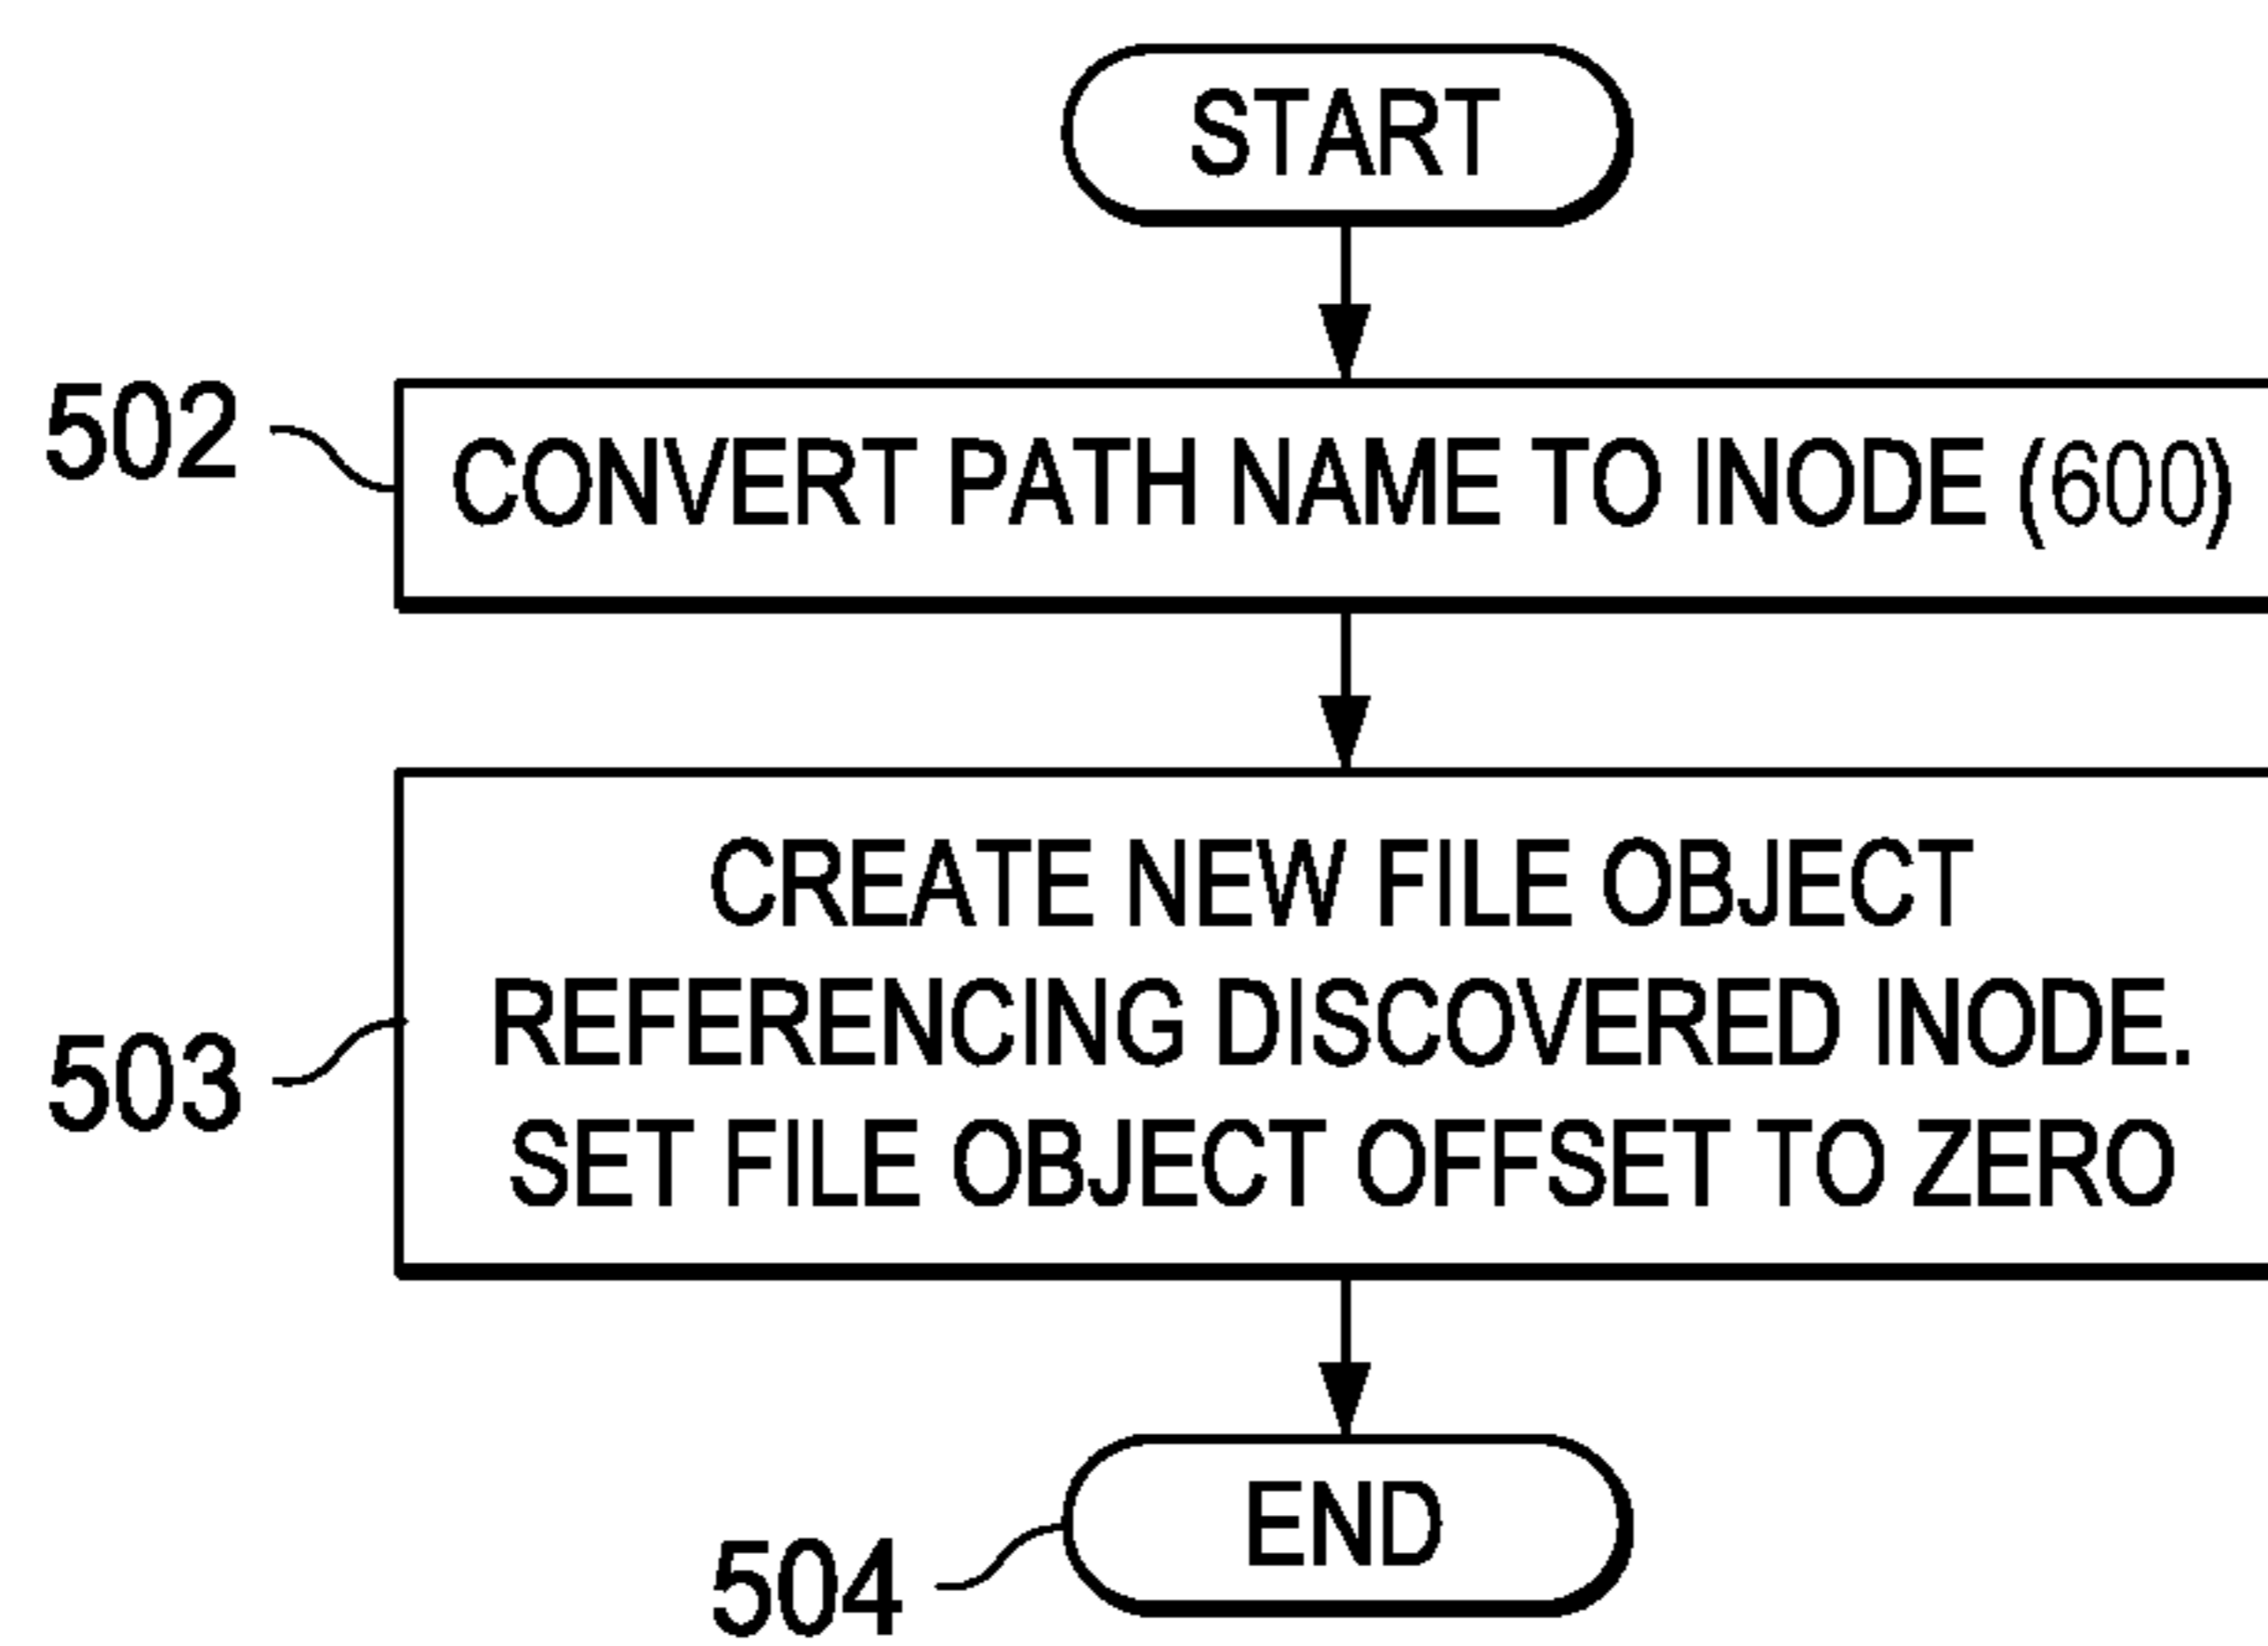 START
502
CONVERT PATH NAME TO INODE (600)
CREATE NEW FILE OBJECT
REFERENCING DISCOVERED INODE.
503
SET FILE OBJECT OFFSET TO ZERO
END
504